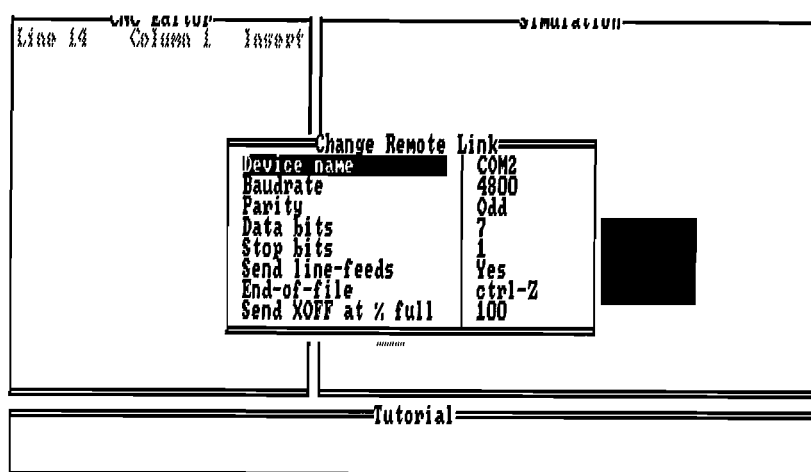 CNC Editor
Simulation
Line 14 Column 1 Insert
Change Remote Link
Device name COM2
Baudrate 4800
Parity Odd
Data bits 7
Stop bits 1
Send line-feeds Yes
End-of-file ctrl-Z
Send XOFF at % full 100
Tutorial